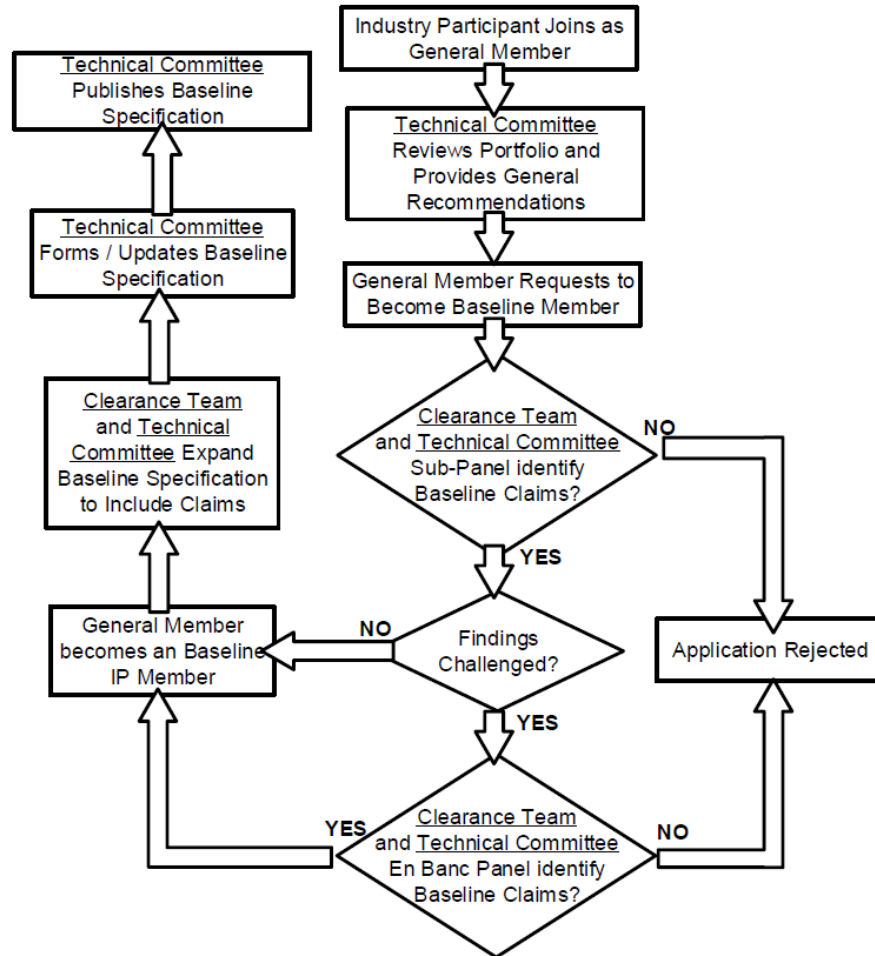 Industry Participant Joins as
General Member
Technical Committee
Reviews Portfolio and
Provides General
Recommendations
General Member Requests to
Become Baseline Member
Clearance Team
and Technical Committee
Sub-Panel identify
Baseline Claims?
NO
YES
Findings
Challenged?
NO
YES
Clearance Team
and Technical Committee
En Banc Panel identify
Baseline Claims?
YES
NO
Application Rejected
General Member
becomes an Baseline
IP Member
Clearance Team
and Technical
Committee Expand
Baseline Specification
to Include Claims
Technical Committee
Forms / Updates Baseline
Specification
Technical Committee
Publishes Baseline
Specification